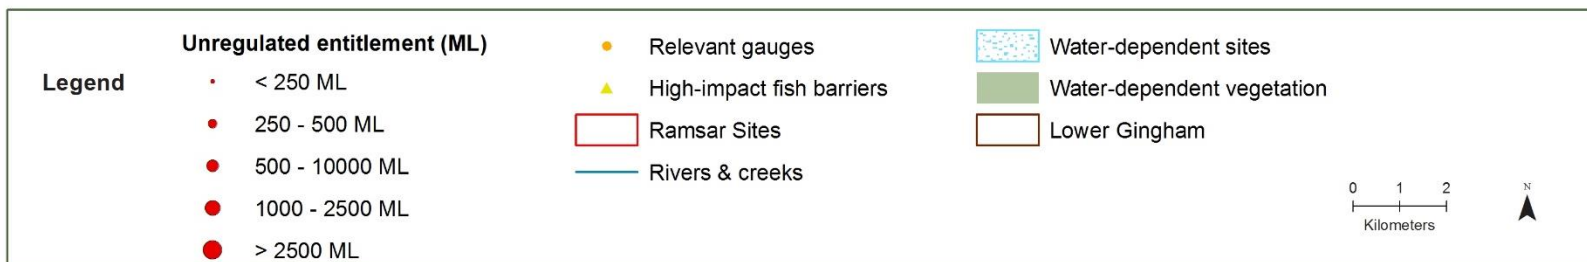 Legend
Unregulated entitlement (ML)
< 250 ML
250 - 500 ML
500 - 10000 ML
1000 - 2500 ML
> 2500 ML
Relevant gauges
High-impact fish barriers
Ramsar Sites
Rivers & creeks
Water-dependent sites
Water-dependent vegetation
Lower Gingham
0 1 2
Kilometers
N